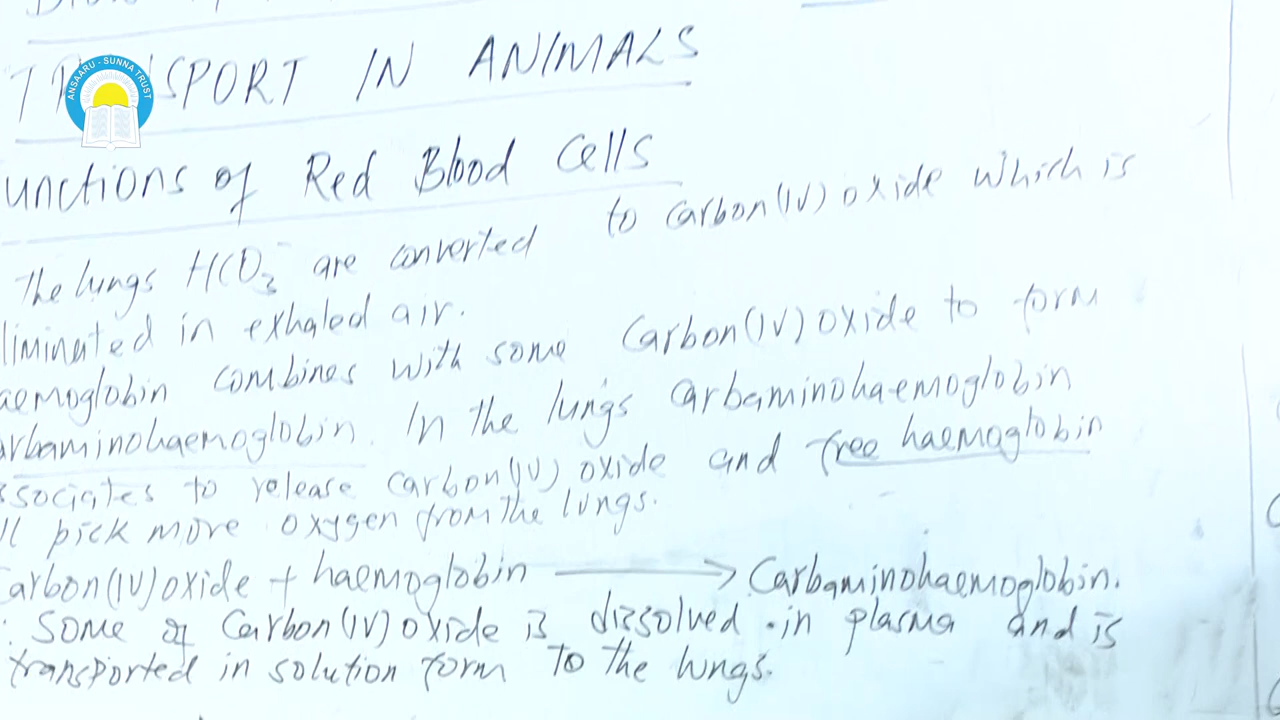 TRANSPORT IN ANIMALS
ANSAARU - SUNNA TRUST
unctions of Red Blood Cells
The lungs HCO₃⁻ are converted to Carbon(IV)oxide which is
liminated in exhaled air.
aemoglobin combines with some Carbon(IV)oxide to form
arbaminohaemoglobin. In the lungs carbaminohaemoglobin
ssociates to release carbon(IV)oxide and free haemoglobin
ll pick more oxygen from the lungs.
Carbon(IV)oxide + haemoglobin → Carbaminohaemoglobin.
: Some of Carbon(IV)oxide is dissolved in plasma and is
transported in solution form to the lungs.